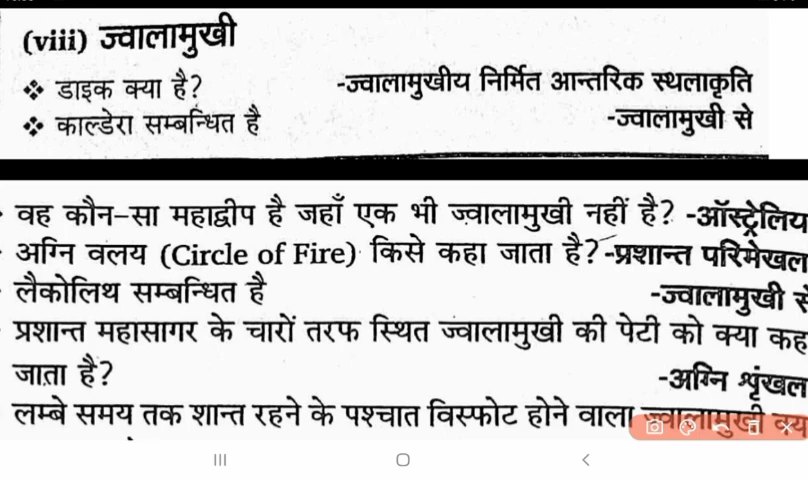 (viii) ज्वालामुखी
❖ डाइक क्या है? -ज्वालामुखीय निर्मित आन्तरिक स्थलाकृति
❖ काल्डेरा सम्बन्धित है -ज्वालामुखी से
वह कौन-सा महाद्वीप है जहाँ एक भी ज्वालामुखी नहीं है? -ऑस्ट्रेलिय
अग्नि वलय (Circle of Fire) किसे कहा जाता है? -प्रशान्त परिमेखल
लैकोलिथ सम्बन्धित है -ज्वालामुखी से
प्रशान्त महासागर के चारों तरफ स्थित ज्वालामुखी की पेटी को क्या कह
जाता है? -अग्नि शृंखल
लम्बे समय तक शान्त रहने के पश्चात विस्फोट होने वाला ज्वालामुखी क्य